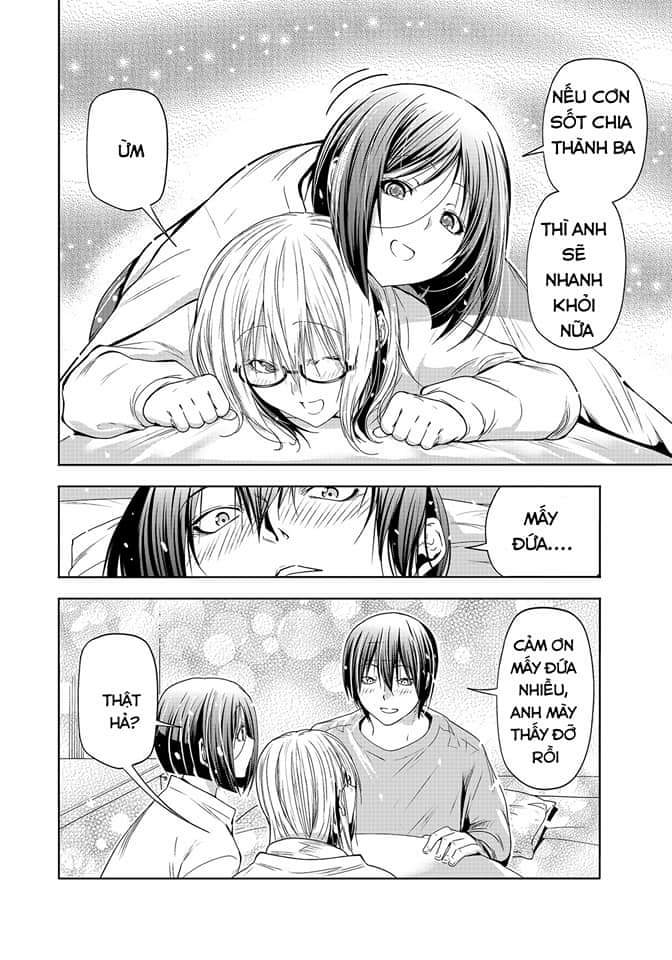 NẾU CƠN
SỐT CHIA
THÀNH BA
THÌ ANH
SẼ
NHANH
KHỎI
NỮA
ỪM
MẤY
ĐỨA....
CẢM ƠN
MẤY ĐỨA
NHIỀU,
ANH MÀY
THẤY ĐỠ
RỒI
THẬT
HẢ?